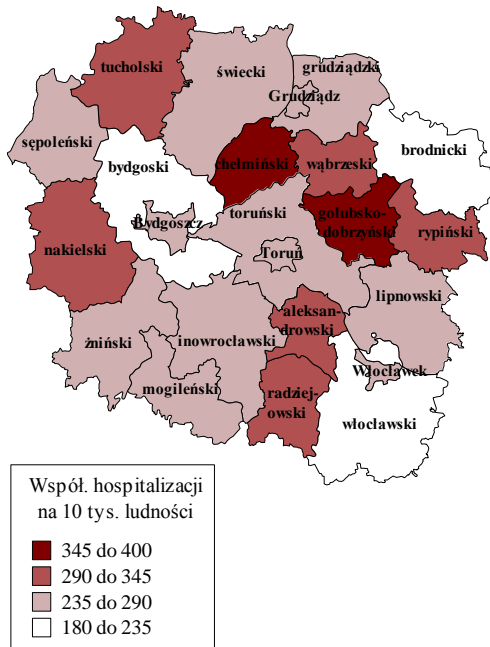 tucholski
świecki
grudziądzki
Grudziądz
sępoleński
bydgoski
chełmiński
wąbrzeski
brodnicki
Bydgoszcz
toruński
golubsko-
dobrzyński
rypiński
nakielski
Toruń
lipnowski
aleksan-
drowski
żniński
inowrocławski
Włocławek
mogileński
radziej-
owski
włocławski
Współ. hospitalizacji
na 10 tys. ludności
345 do 400
290 do 345
235 do 290
180 do 235